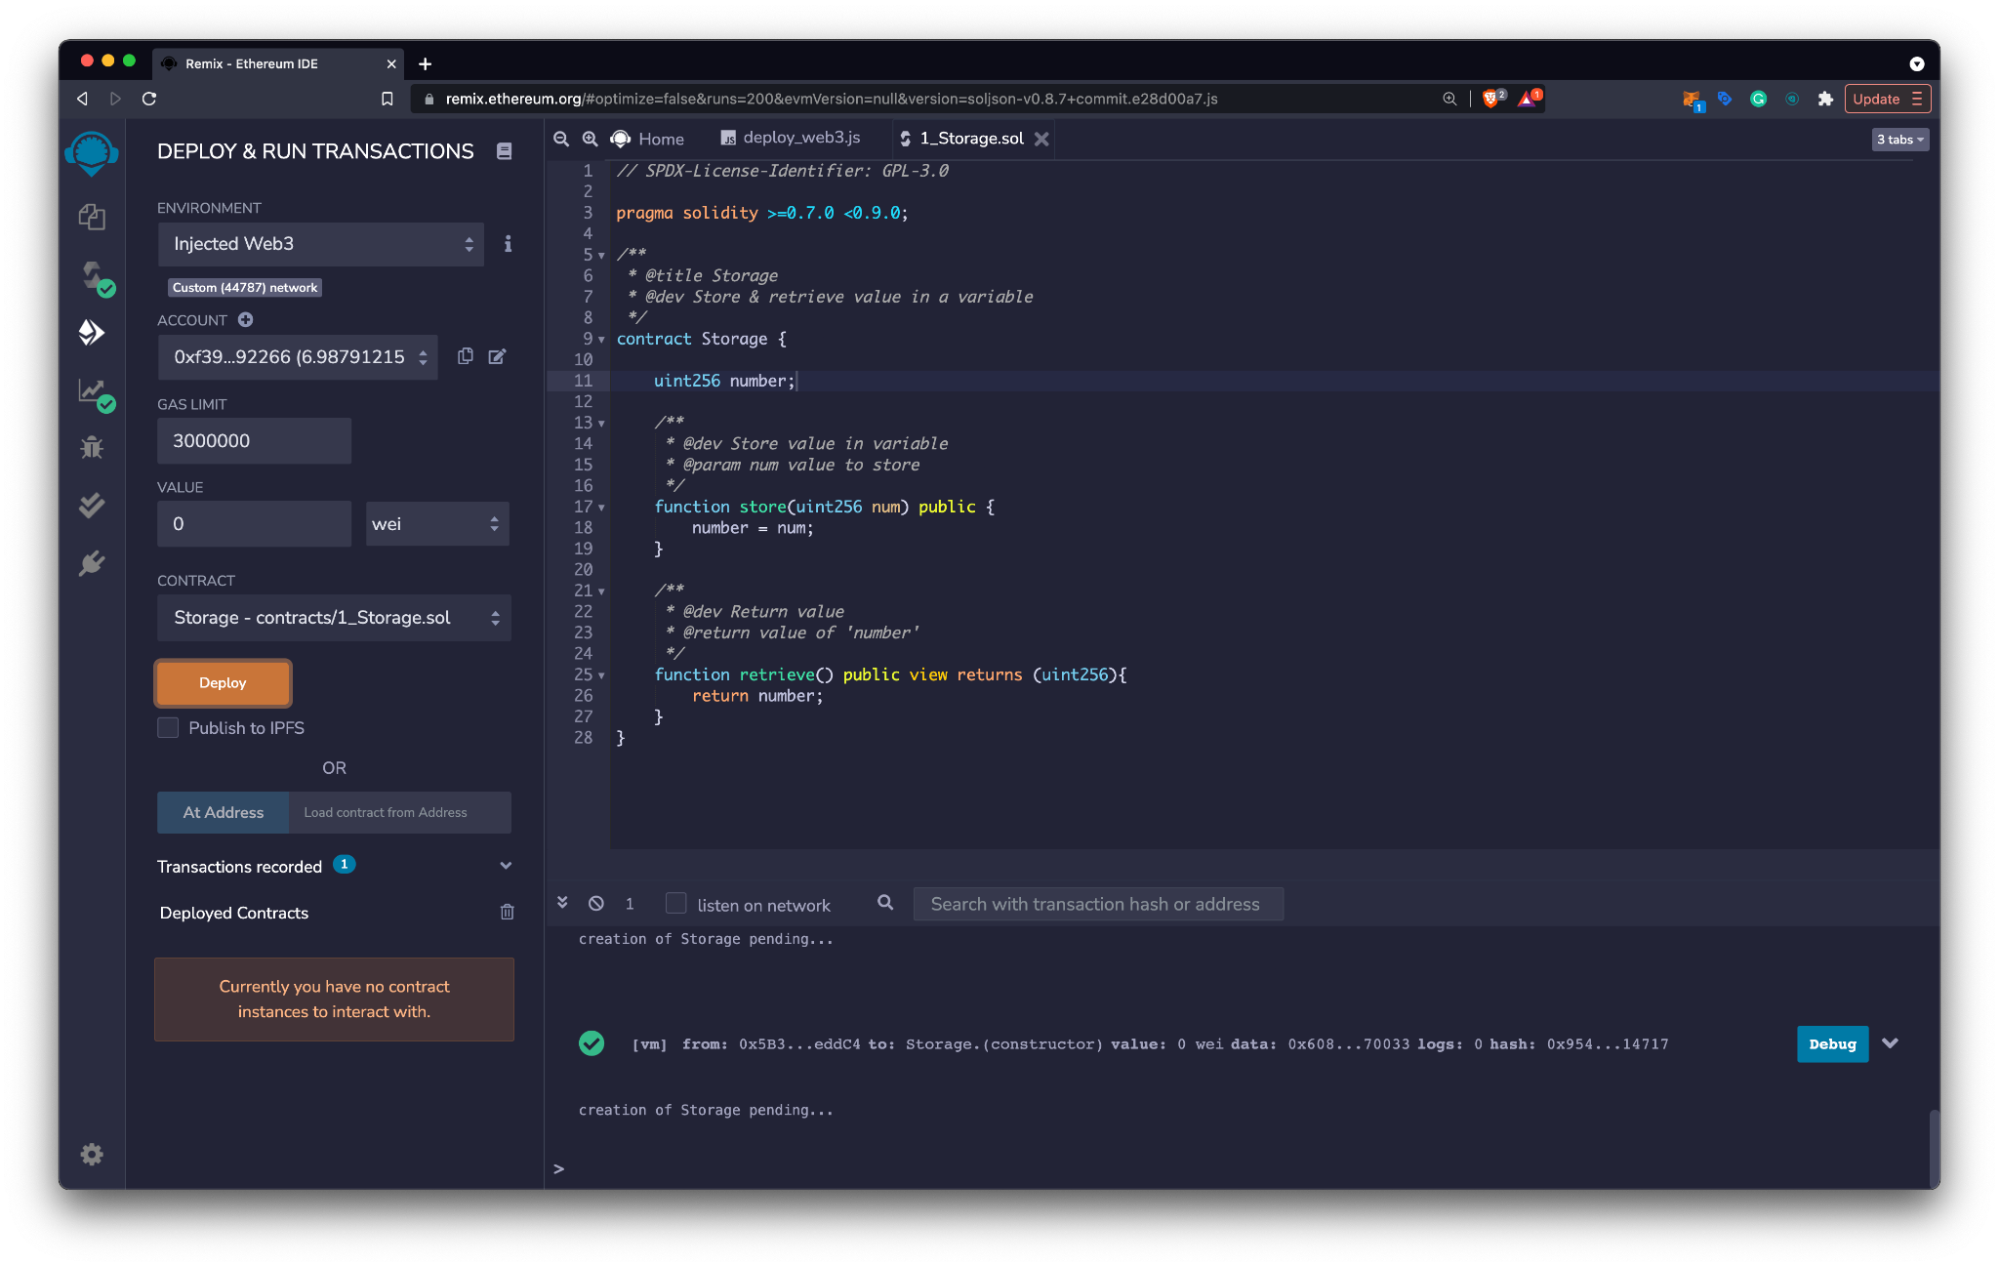 Remix - Ethereum IDE
remix.ethereum.org/#optimize=false&runs=200&evmVersion=null&version=soljson-v0.8.7+commit.e28d00a7.js
2
1
1
Update
DEPLOY & RUN TRANSACTIONS
ENVIRONMENT
Injected Web3
Custom (44787) network
ACCOUNT
0xf39...92266 (6.98791215
GAS LIMIT
3000000
VALUE
0
wei
CONTRACT
Storage - contracts/1_Storage.sol
Deploy
Publish to IPFS
OR
At Address
Load contract from Address
Transactions recorded 1
Deployed Contracts
Currently you have no contract
instances to interact with.
Home
deploy_web3.js
1_Storage.sol
3 tabs
1 // SPDX-License-Identifier: GPL-3.0
2
3 pragma solidity >=0.7.0 <0.9.0;
4
5 /**
6  * @title Storage
7  * @dev Store & retrieve value in a variable
8  */
9 contract Storage {
10
11     uint256 number;
12
13     /**
14      * @dev Store value in variable
15      * @param num value to store
16      */
17     function store(uint256 num) public {
18         number = num;
19     }
20
21     /**
22      * @dev Return value
23      * @return value of 'number'
24      */
25     function retrieve() public view returns (uint256){
26         return number;
27     }
28 }
1
listen on network
Search with transaction hash or address
creation of Storage pending...
[vm] from: 0x5B3...eddC4 to: Storage.(constructor) value: 0 wei data: 0x608...70033 logs: 0 hash: 0x954...14717
Debug
creation of Storage pending...
>